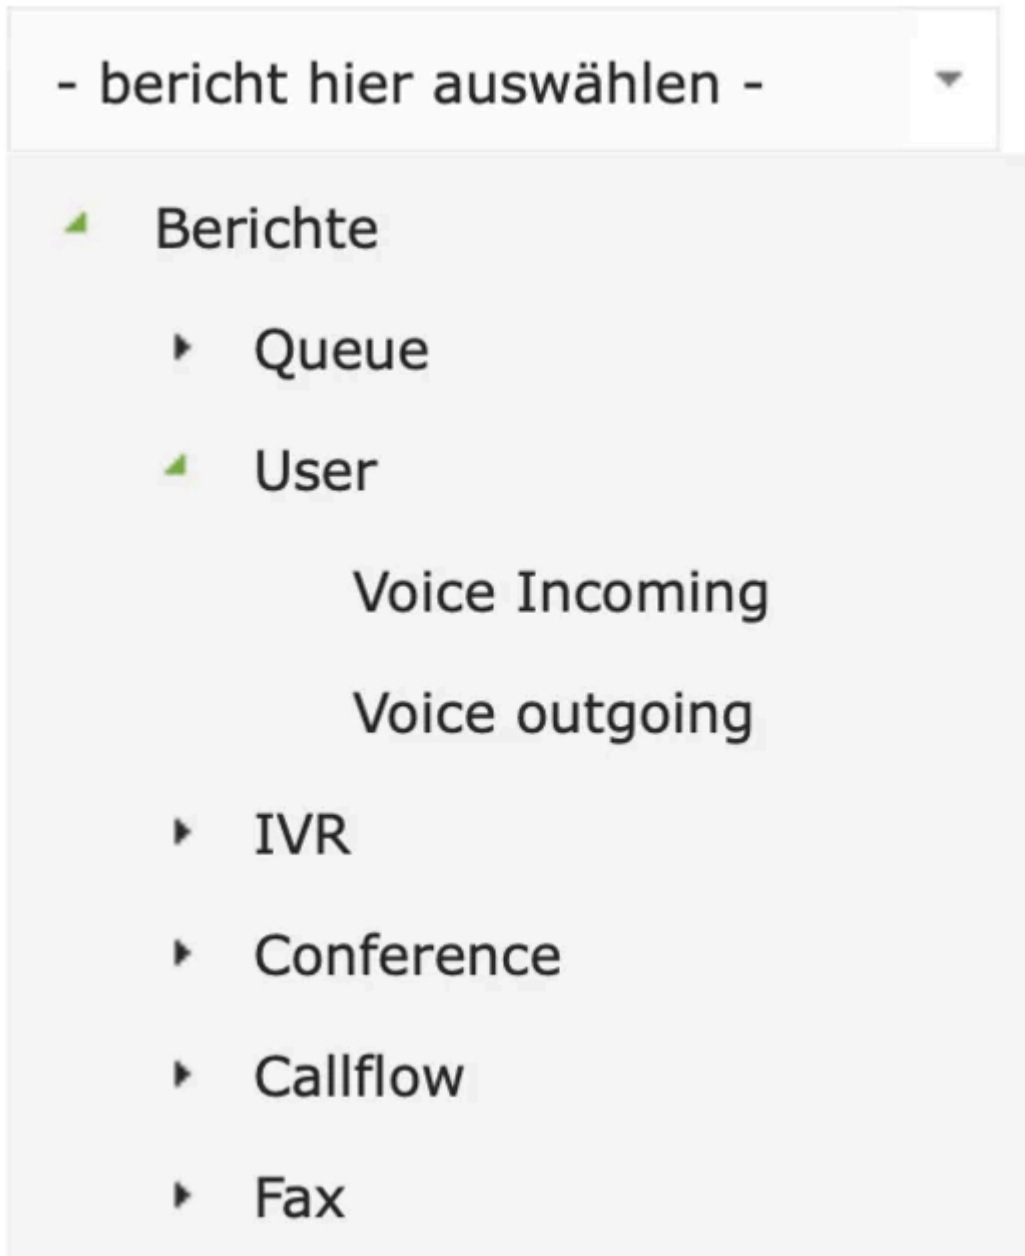 - bericht hier auswählen -
Berichte
Queue
User
Voice Incoming
Voice outgoing
IVR
Conference
Callflow
Fax